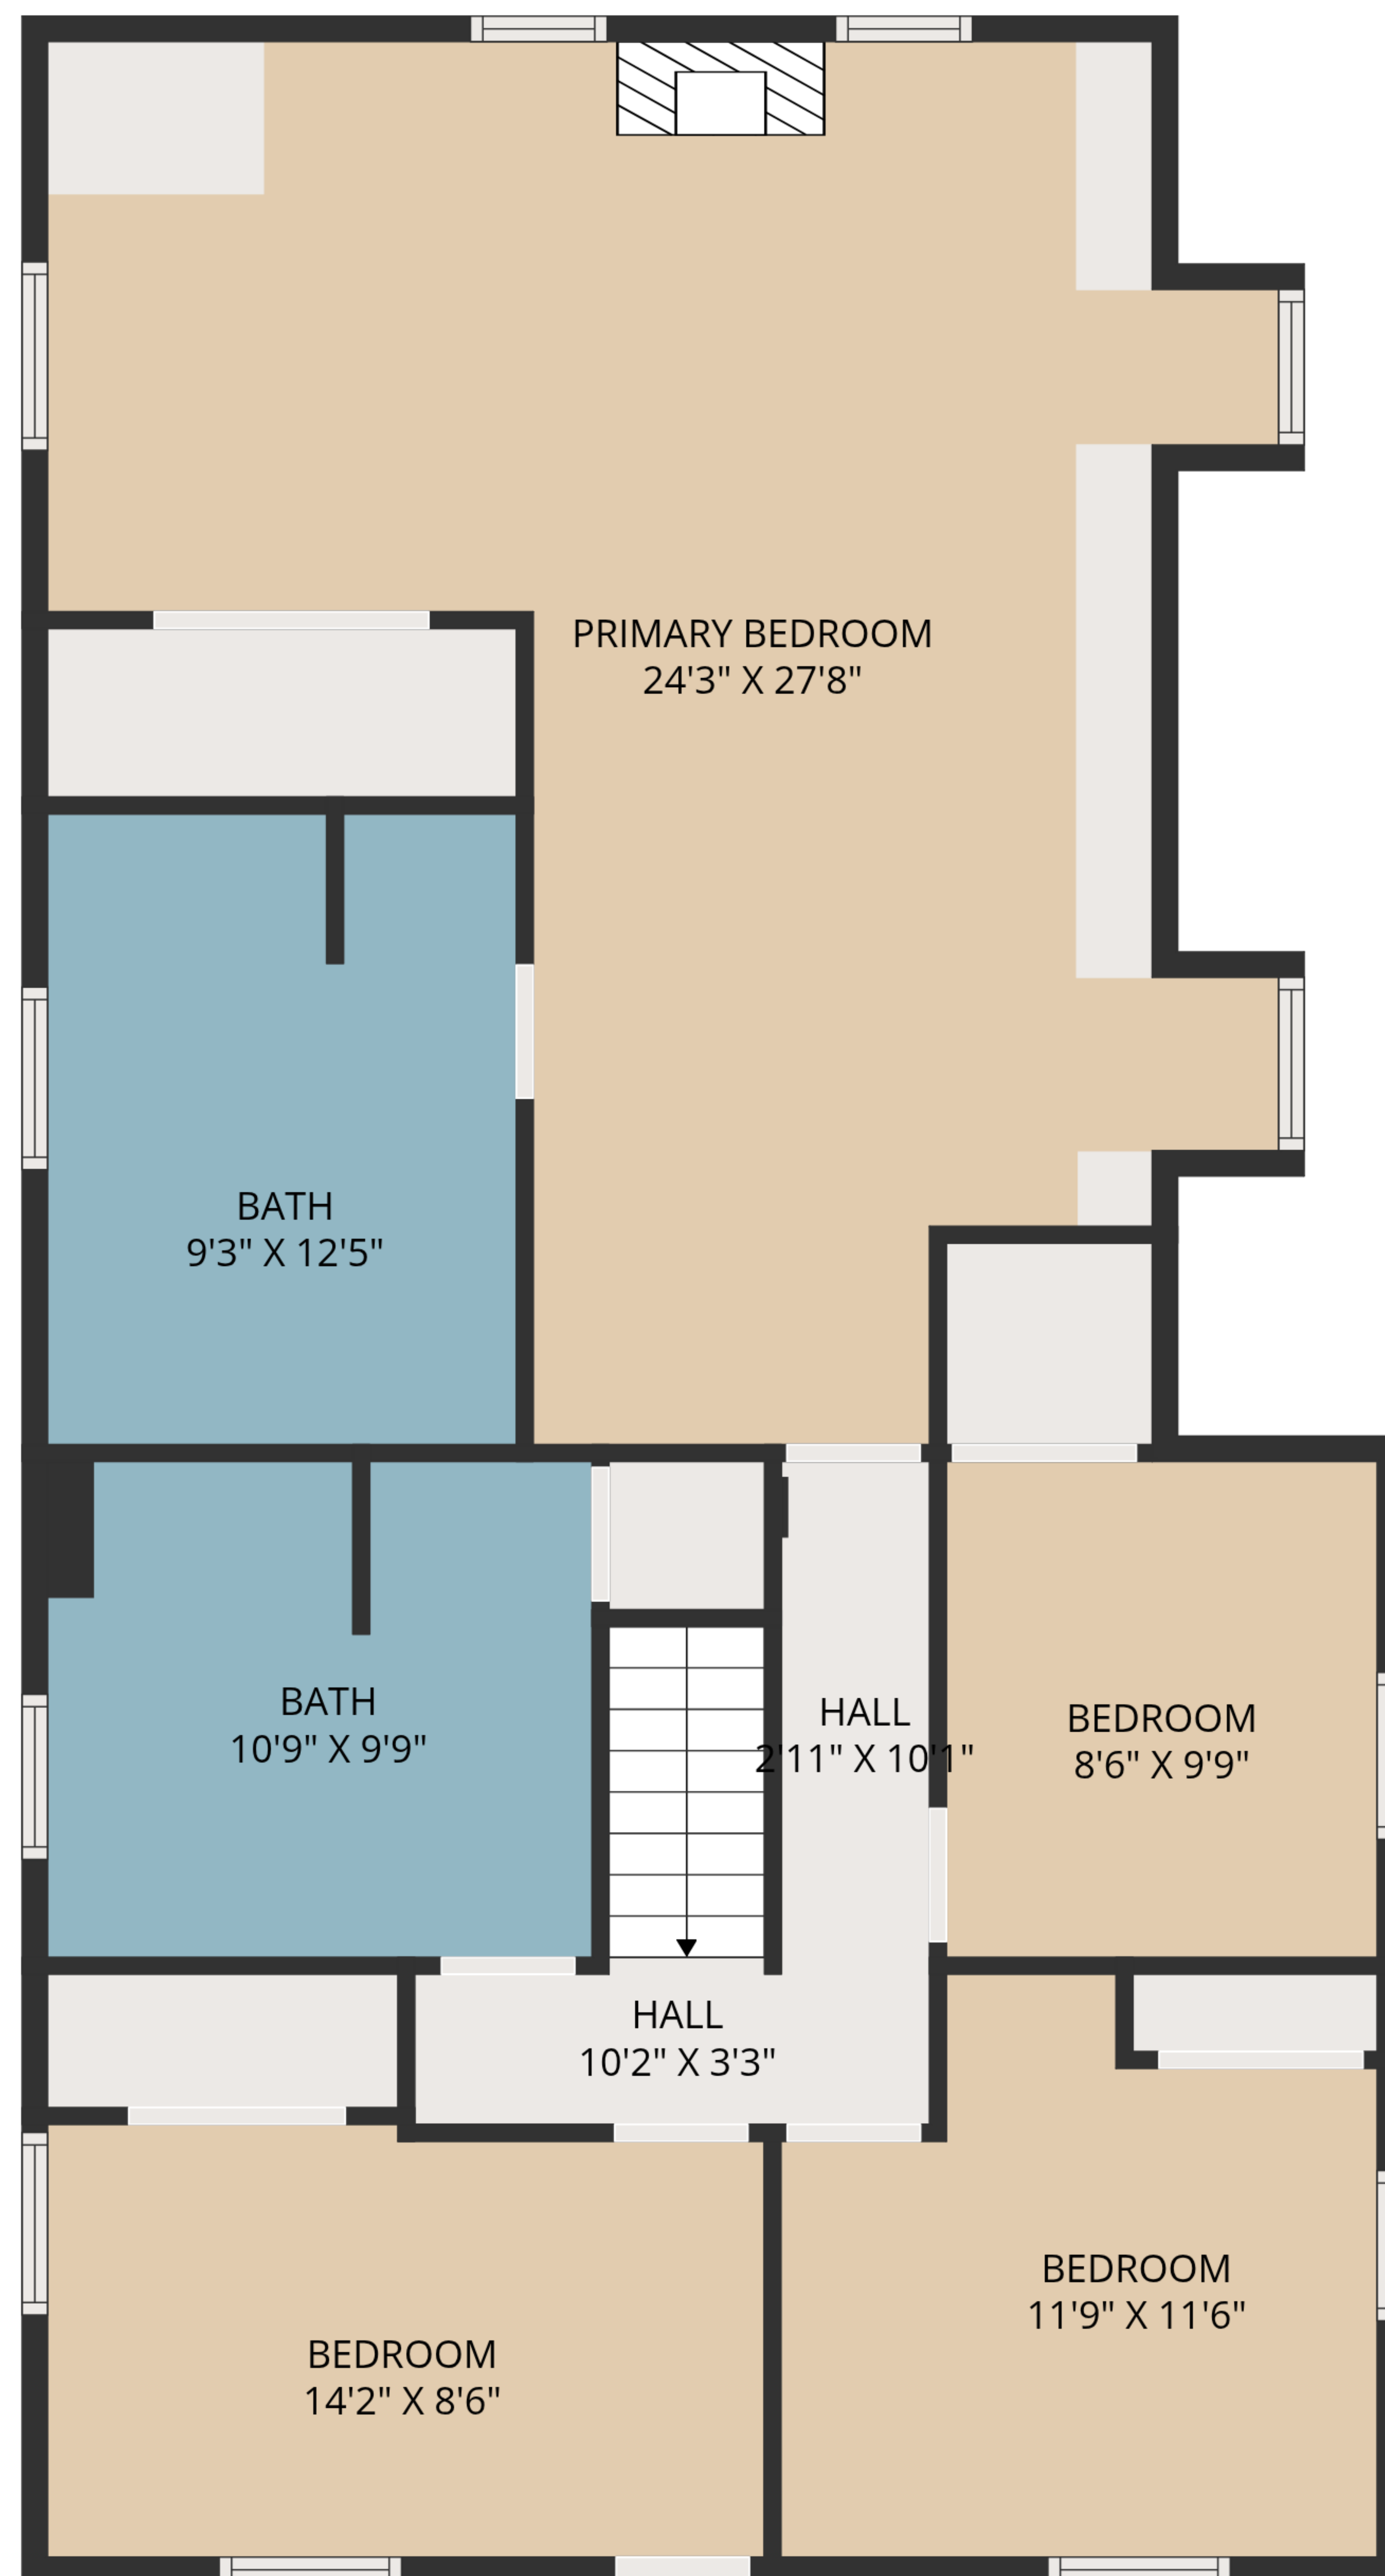 PRIMARY BEDROOM
24'3" X 27'8"
BATH
9'3" X 12'5"
BATH
10'9" X 9'9"
HALL
2'11" X 10'1"
BEDROOM
8'6" X 9'9"
HALL
10'2" X 3'3"
BEDROOM
11'9" X 11'6"
BEDROOM
14'2" X 8'6"